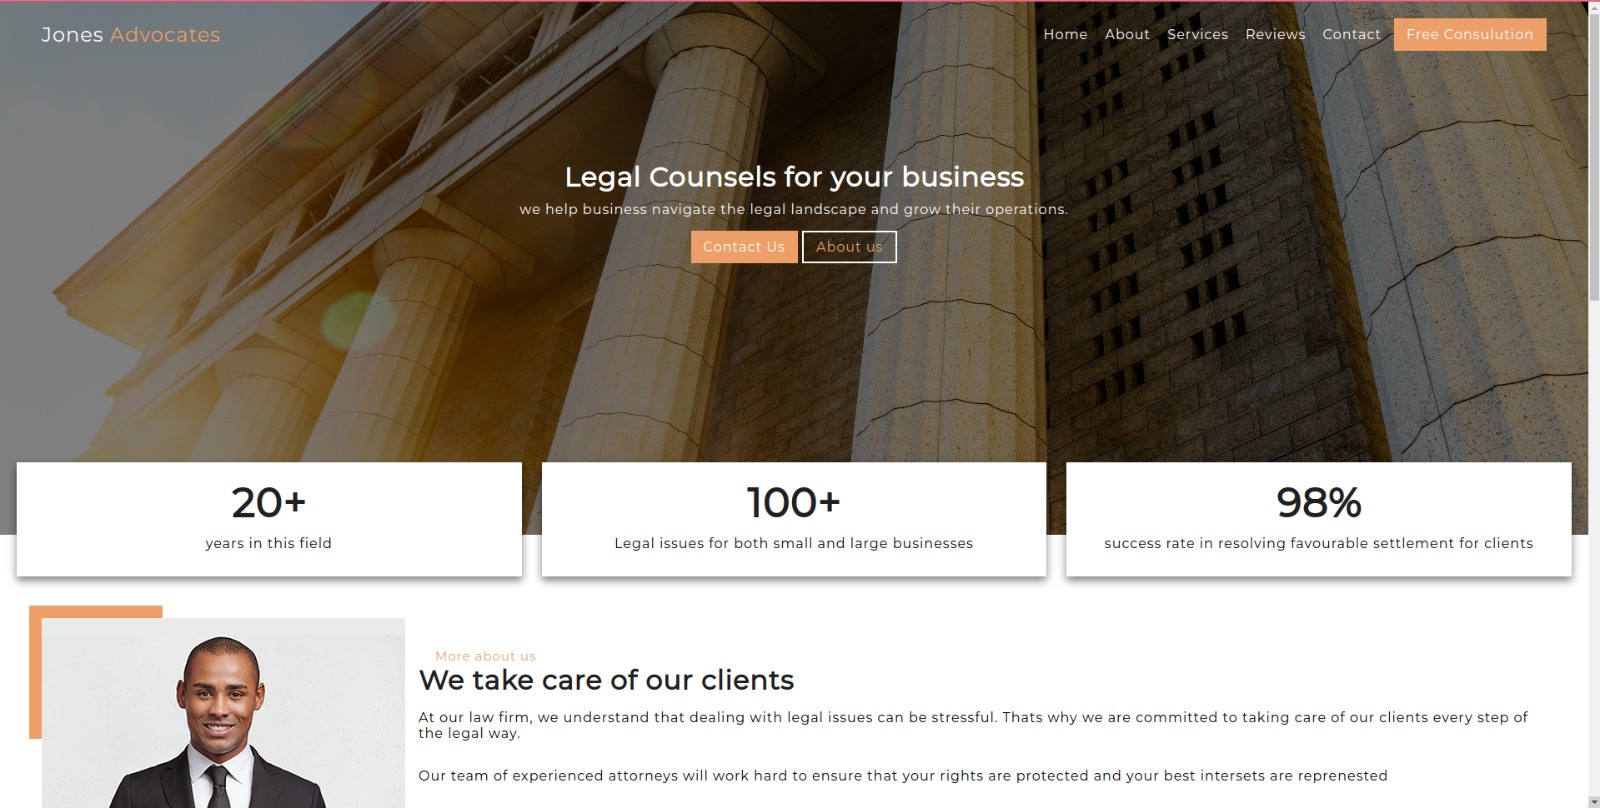 Jones Advocates
Home About Services Reviews Contact Free Consulution
Legal Counsels for your business
we help business navigate the legal landscape and grow their operations.
Contact Us About us
20+
years in this field
100+
Legal issues for both small and large businesses
98%
success rate in resolving favourable settlement for clients
More about us
We take care of our clients
At our law firm, we understand that dealing with legal issues can be stressful. Thats why we are committed to taking care of our clients every step of
the legal way.
Our team of experienced attorneys will work hard to ensure that your rights are protected and your best intersets are reprenested